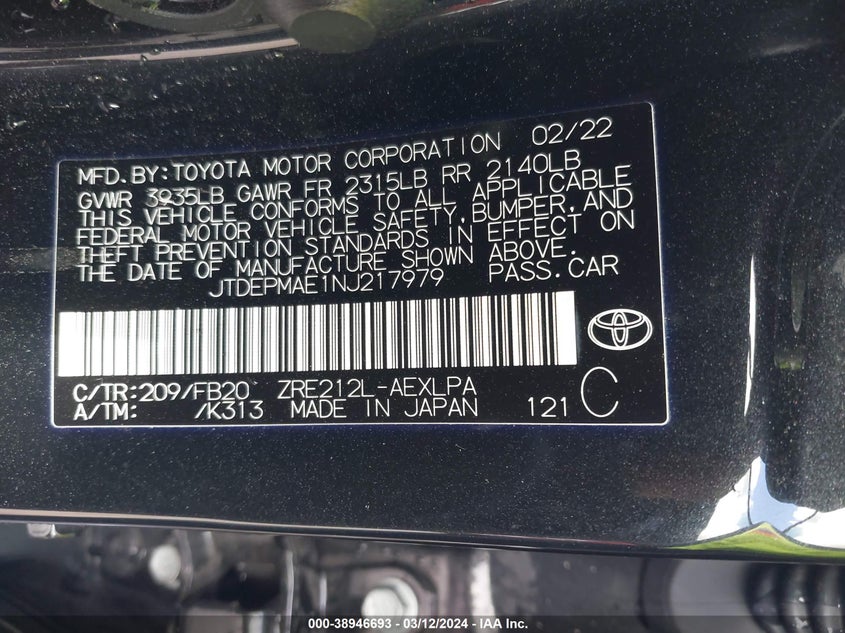 MFD. BY: TOYOTA MOTOR CORPORATION 02/22
GVWR 3935LB GAWR FR 2315LB RR 2140LB
THIS VEHICLE CONFORMS TO ALL APPLICABLE
FEDERAL MOTOR VEHICLE SAFETY, BUMPER, AND
THEFT PREVENTION STANDARDS IN EFFECT ON
THE DATE OF MANUFACTURE SHOWN ABOVE.
JTDEPMAE1NJ217979 PASS. CAR
C/TR: 209/FB20 ZRE212L-AEXLPA
A/TM: /K313 MADE IN JAPAN 121 C
000-38946693 - 03/12/2024 - IAA Inc.